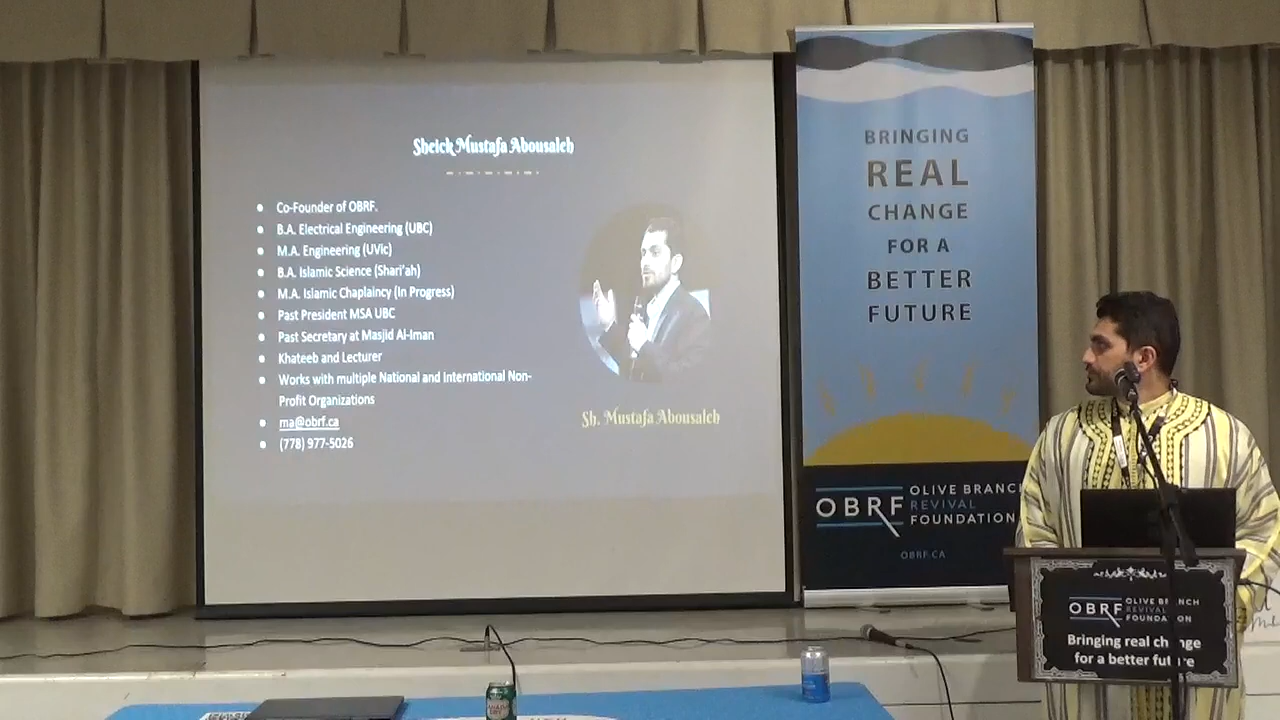 Sheick Mustafa Abousaleh
Co-Founder of OBRF.
B.A. Electrical Engineering (UBC)
M.A. Engineering (UVic)
B.A. Islamic Science (Shari'ah)
M.A. Islamic Chaplaincy (In Progress)
Past President MSA UBC
Past Secretary at Masjid Al-Iman
Khateeb and Lecturer
Works with multiple National and International Non-
Profit Organizations
ma@obrf.ca
(778) 977-5026
Sh. Mustafa Abousaleh
BRINGING
REAL
CHANGE
FOR A
BETTER
FUTURE
OBRF
OLIVE BRANCH
REVIVAL
FOUNDATION
OBRF.CA
OBRF
OLIVE BRANCH
REVIVAL
FOUNDATION
Bringing real change
for a better future